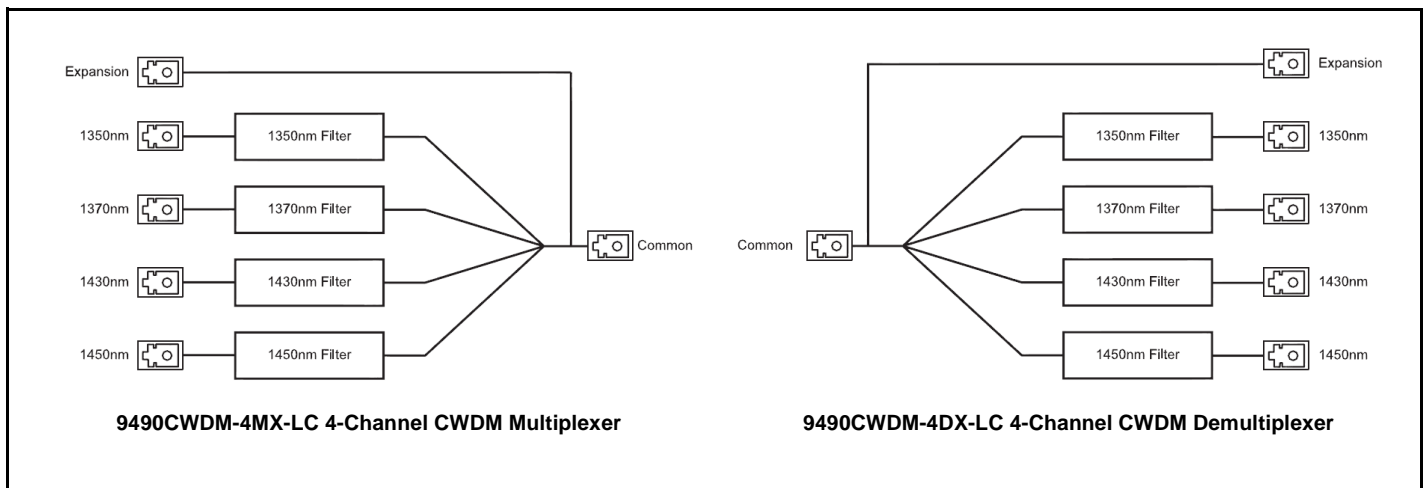 Expansion
1350nm
1350nm Filter
1370nm
1370nm Filter
Common
1430nm
1430nm Filter
1450nm
1450nm Filter
9490CWDM-4MX-LC 4-Channel CWDM Multiplexer
Expansion
1350nm Filter
1350nm
1370nm Filter
1370nm
Common
1430nm Filter
1430nm
1450nm Filter
1450nm
9490CWDM-4DX-LC 4-Channel CWDM Demultiplexer